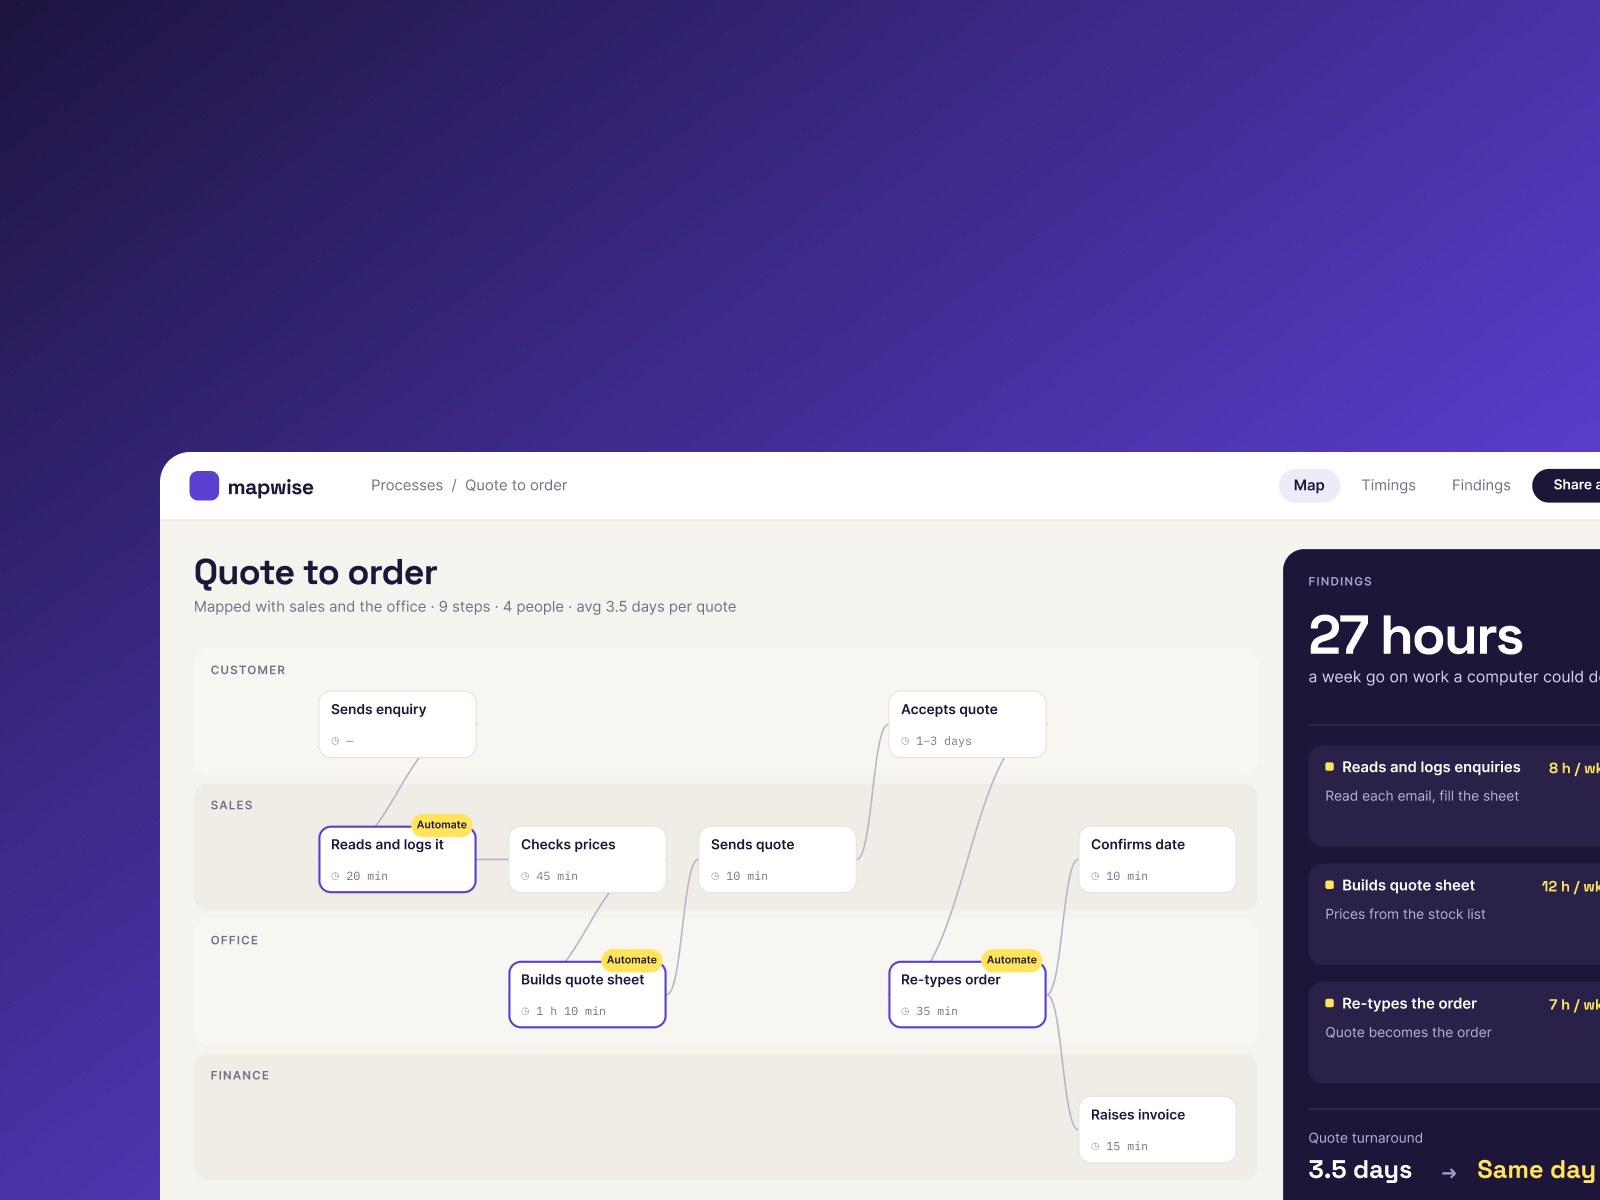 mapwise
Processes / Quote to order
Map
Timings
Findings
Share
Quote to order
Mapped with sales and the office · 9 steps · 4 people · avg 3.5 days per quote
CUSTOMER
Sends enquiry
–
Accepts quote
1–3 days
SALES
Automate
Reads and logs it
20 min
Checks prices
45 min
Sends quote
10 min
Confirms date
10 min
OFFICE
Automate
Builds quote sheet
1 h 10 min
Automate
Re-types order
35 min
FINANCE
Raises invoice
15 min
FINDINGS
27 hours
a week go on work a computer could
Reads and logs enquiries
8 h / wk
Read each email, fill the sheet
Builds quote sheet
12 h / wk
Prices from the stock list
Re-types the order
7 h / wk
Quote becomes the order
Quote turnaround
3.5 days → Same day